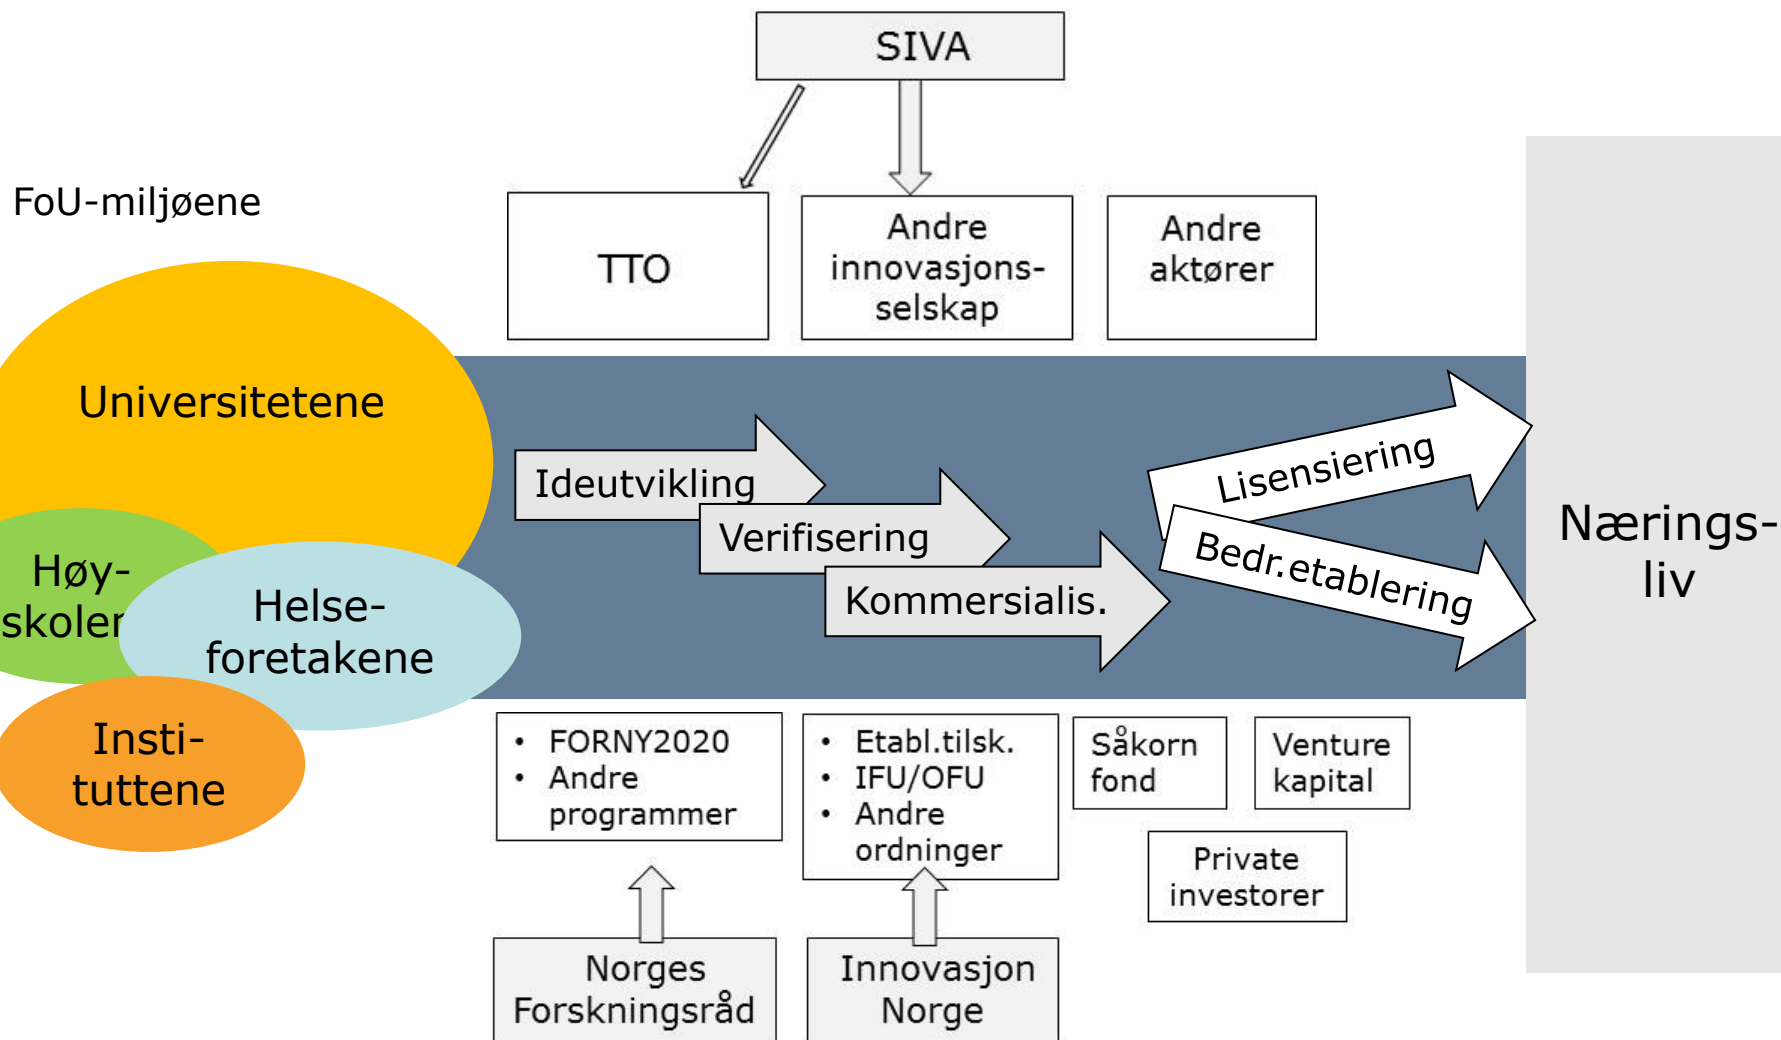 SIVA
FoU-miljøene
TTO
Andre
innovasjons-
selskap
Andre
aktører
Universitetene
Høy-
skolen
Helse-
foretakene
Insti-
tuttene
Ideutvikling
Verifisering
Kommersialis.
Lisensiering
Bedr.etablering
Nærings-
liv
• FORNY2020
• Andre
programmer
• Etabl.tilsk.
• IFU/OFU
• Andre
ordninger
Såkorn
fond
Venture
kapital
Private
investorer
Norges
Forskningsråd
Innovasjon
Norge